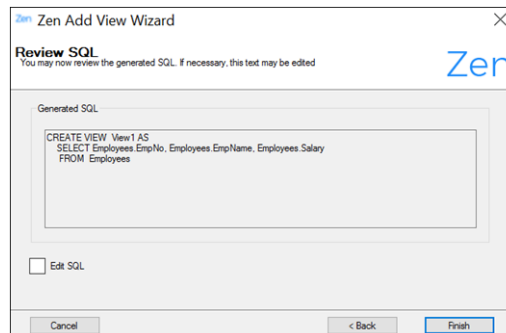 Zen Zen Add View Wizard
Review SQL
You may now review the generated SQL. If necessary, this text may be edited
Zen
Generated SQL
CREATE VIEW View1 AS
SELECT Employees.EmpNo, Employees.EmpName, Employees.Salary
FROM Employees
Edit SQL
Cancel
< Back
Finish